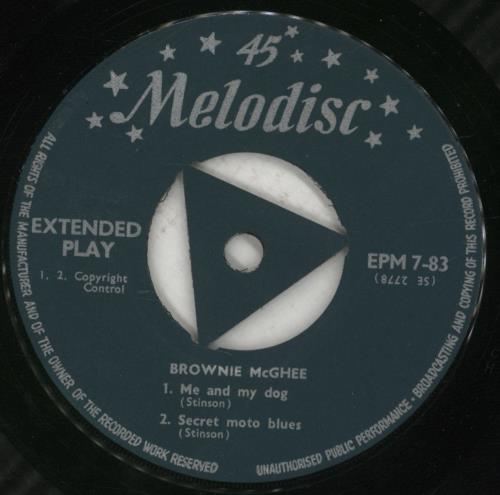 45
Melodisc
EXTENDED
PLAY
1. 2. Copyright
Control
EPM 7-83
(SE 2778)
BROWNIE McGHEE
1. Me and my dog
(Stinson)
2. Secret moto blues
(Stinson)
ALL RIGHTS OF THE MANUFACTURER AND OF THE OWNER OF THE RECORDED WORK RESERVED
UNAUTHORISED PUBLIC PERFORMANCE - BROADCASTING AND COPYING OF THIS RECORD PROHIBITED